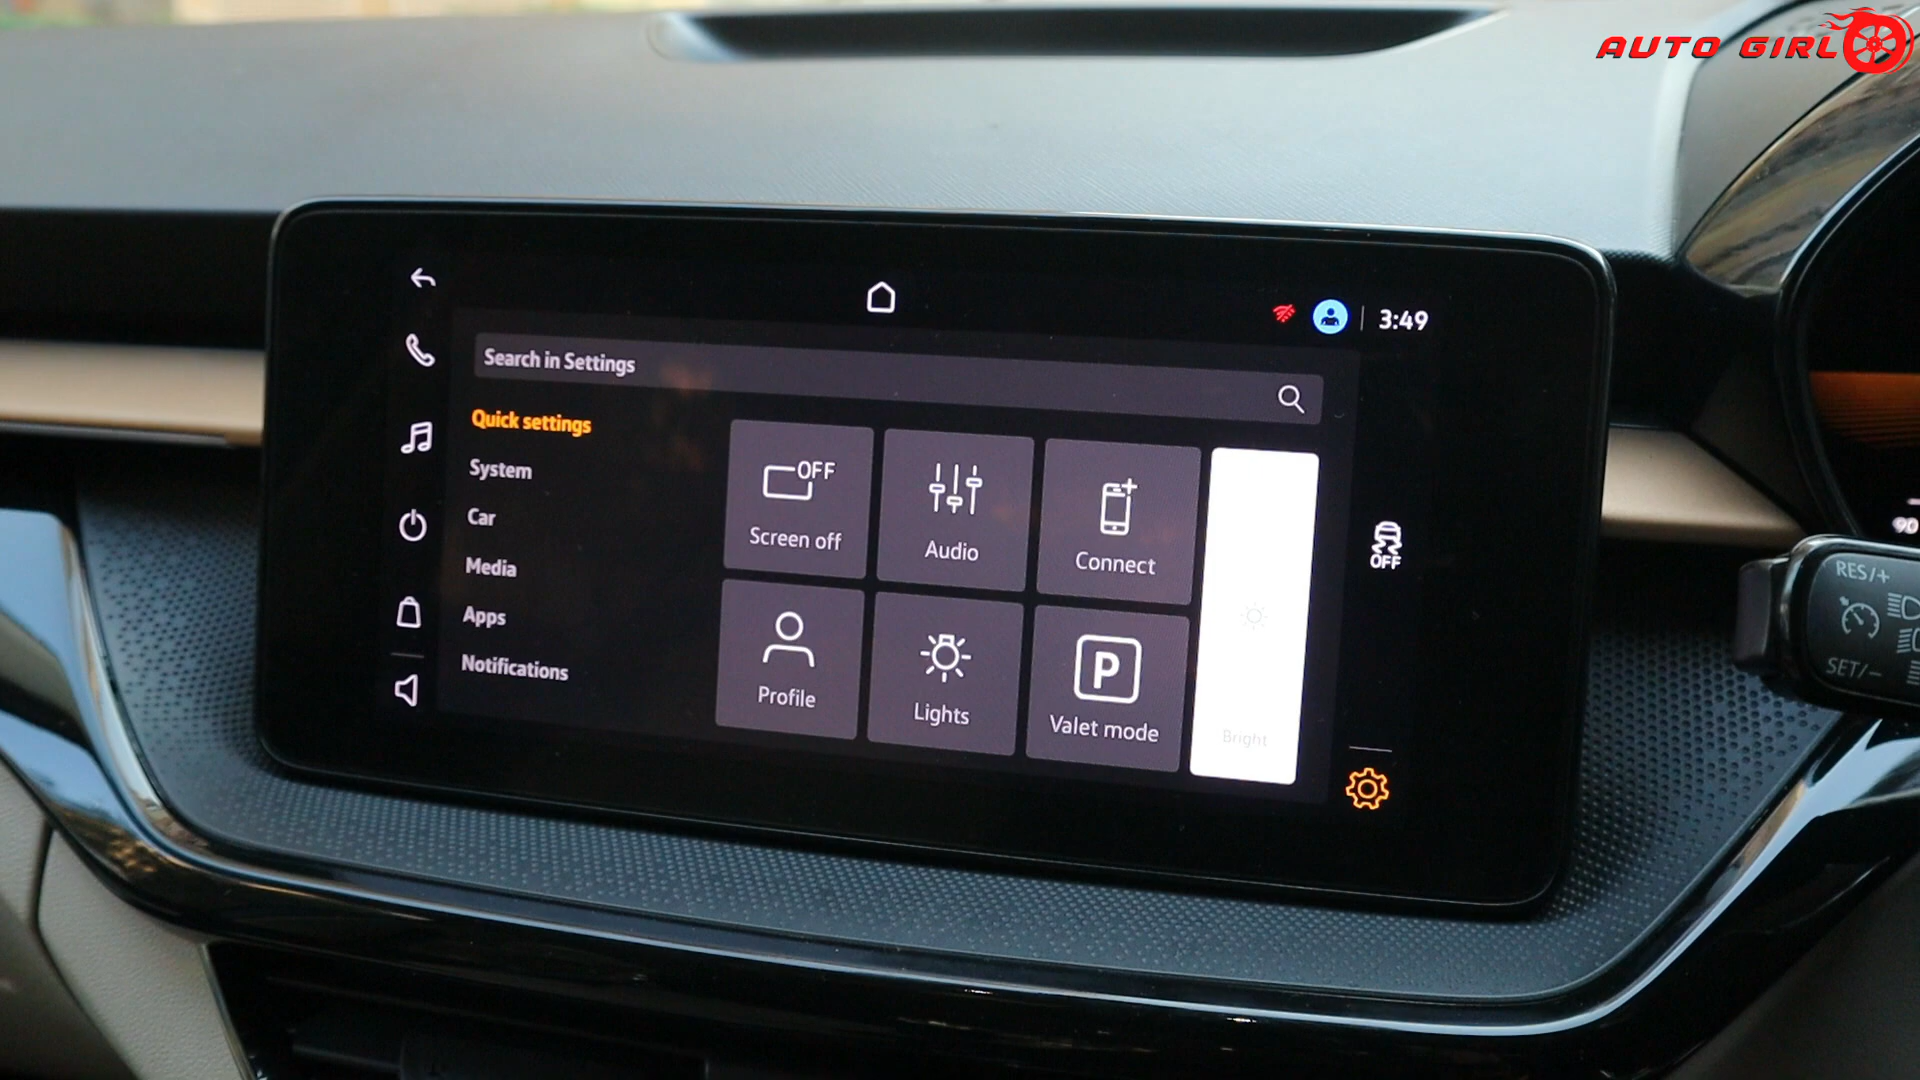 AUTO GIRL
3:49
Search in Settings
Quick settings
System
Car
Media
Apps
Notifications
OFF
Screen off
Audio
Connect
Profile
Lights
P
Valet mode
Bright
OFF
90
RES/+
SET/-